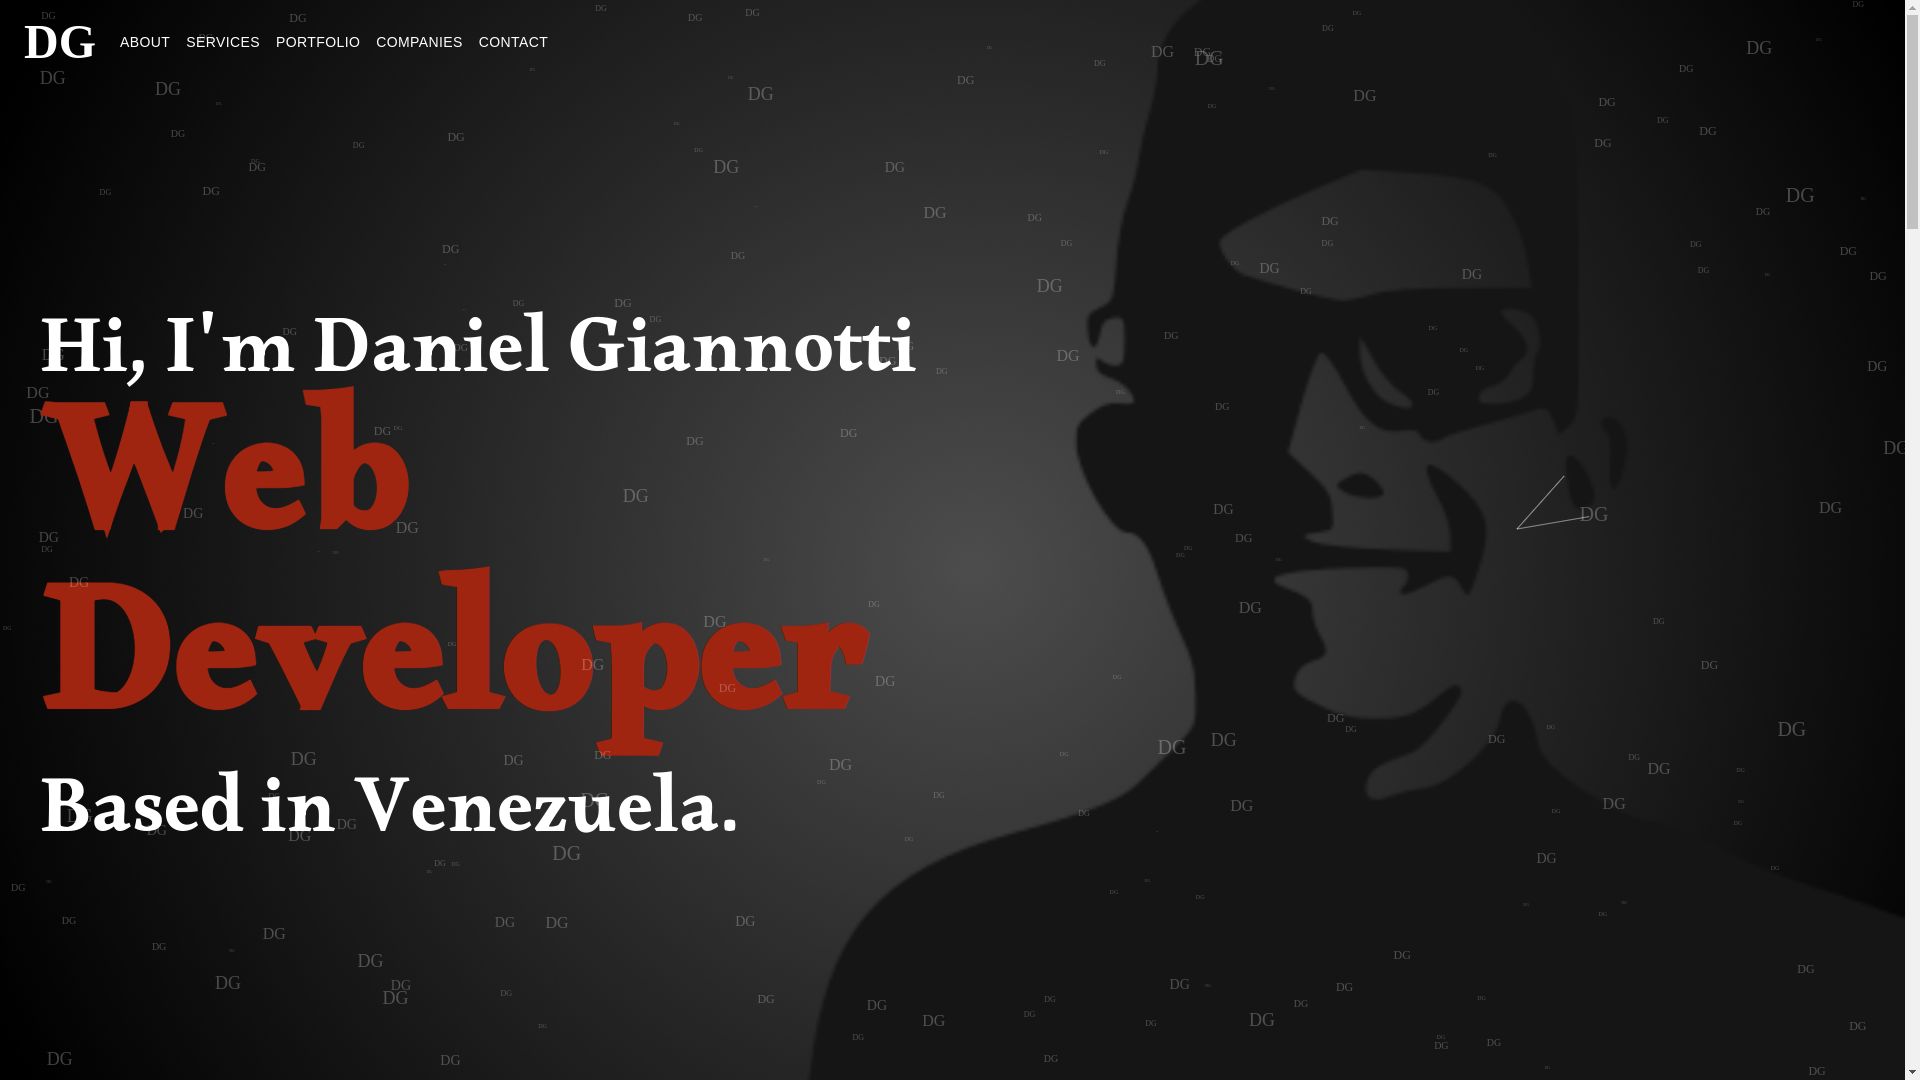 DG
ABOUT SERVICES PORTFOLIO COMPANIES CONTACT
Hi, I'm Daniel Giannotti
Web
Developer
Based in Venezuela.